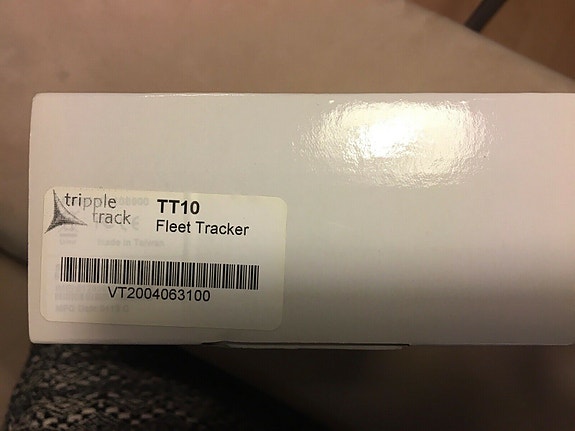 tripple
track
TT10
Fleet Tracker
Made in Taiwan
VT2004063100